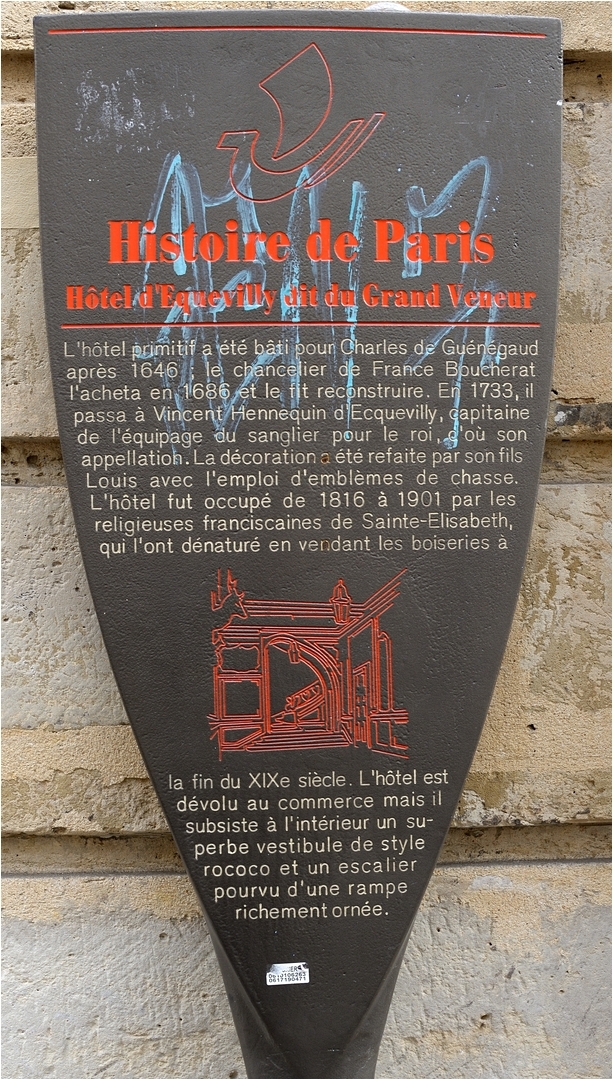 Histoire de Paris
Hôtel d'Equevilly dit du Grand Veneur
L'hôtel primitif a été bâti pour Charles de Guénégaud
après 1646 , le chancelier de France Boucherat
l'acheta en 1686 et le fit reconstruire. En 1733, il
passa à Vincent Hennequin d'Ecquevilly, capitaine
de l'équipage du sanglier pour le roi, d'où son
appellation. La décoration a été refaite par son fils
Louis avec l'emploi d'emblèmes de chasse.
L'hôtel fut occupé de 1816 à 1901 par les
religieuses franciscaines de Sainte-Elisabeth,
qui l'ont dénaturé en vendant les boiseries à
la fin du XIXe siècle. L'hôtel est
dévolu au commerce mais il
subsiste à l'intérieur un su-
perbe vestibule de style
rococo et un escalier
pourvu d'une rampe
richement ornée.
0617190471